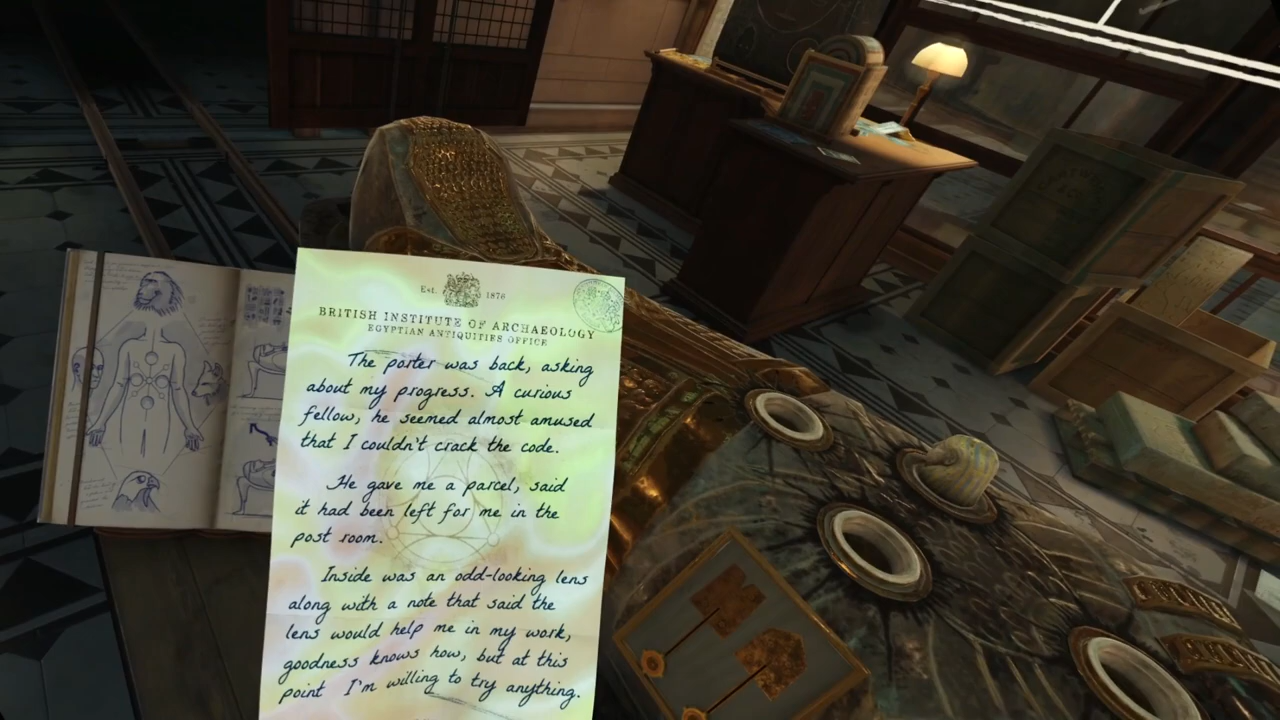 Est. 1876
BRITISH INSTITUTE OF ARCHAEOLOGY
EGYPTIAN ANTIQUITIES OFFICE
The porter was back, asking
about my progress. A curious
fellow, he seemed almost amused
that I couldn't crack the code.
He gave me a parcel, said
it had been left for me in the
post room.
Inside was an odd-looking lens
along with a note that said the
lens would help me in my work,
goodness knows how, but at this
point I'm willing to try anything.